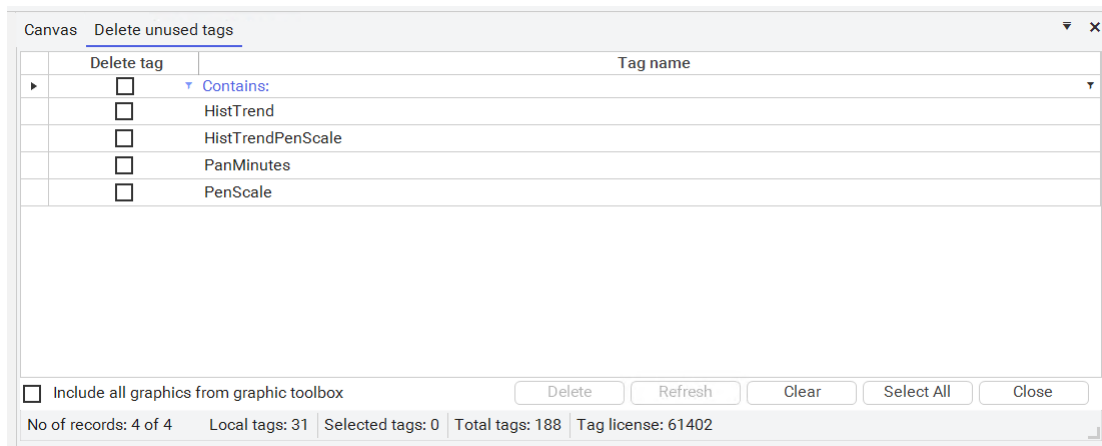 Canvas Delete unused tags
Delete tag Tag name
Contains:
HistTrend
HistTrendPenScale
PanMinutes
PenScale
Include all graphics from graphic toolbox Delete Refresh Clear Select All Close
No of records: 4 of 4 Local tags: 31 Selected tags: 0 Total tags: 188 Tag license: 61402